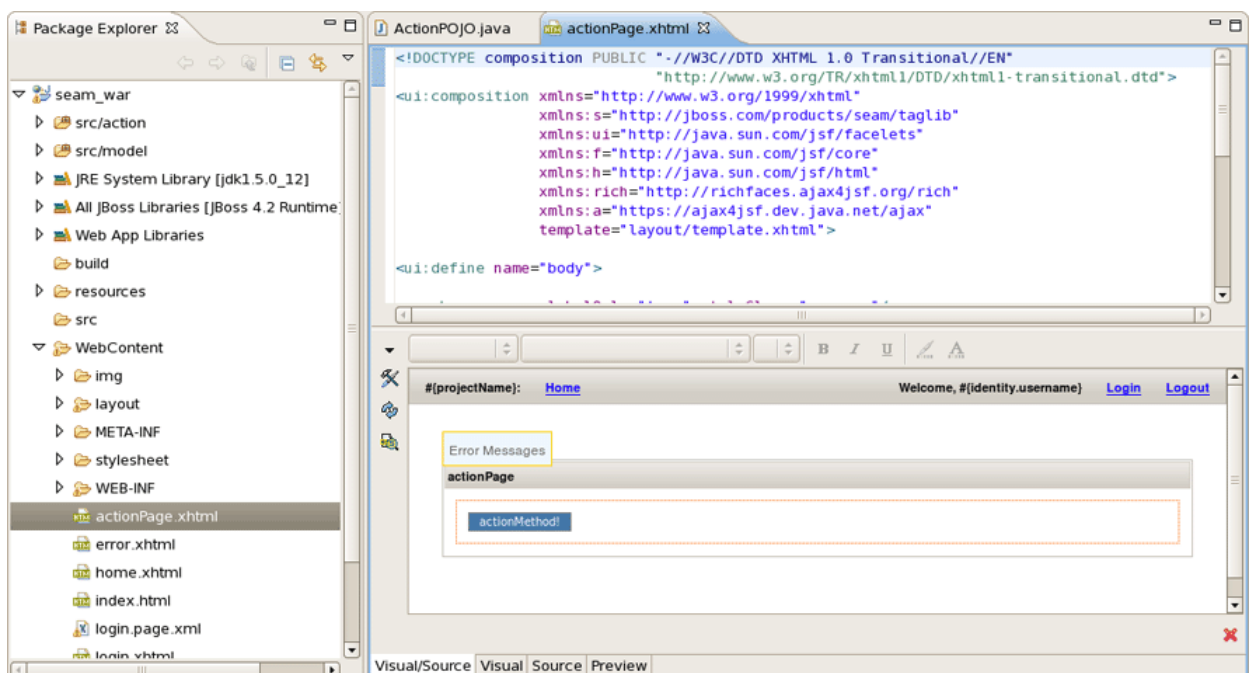 Package Explorer
seam_war
src/action
src/model
JRE System Library [jdk1.5.0_12]
All JBoss Libraries [JBoss 4.2 Runtime]
Web App Libraries
build
resources
src
WebContent
img
layout
META-INF
stylesheet
WEB-INF
actionPage.xhtml
error.xhtml
home.xhtml
index.html
login.page.xml
login.xhtml
ActionPOJO.java
actionPage.xhtml
<!DOCTYPE composition PUBLIC "-//W3C//DTD XHTML 1.0 Transitional//EN"
"http://www.w3.org/TR/xhtml1/DTD/xhtml1-transitional.dtd">
<ui:composition xmlns="http://www.w3.org/1999/xhtml"
xmlns:s="http://jboss.com/products/seam/taglib"
xmlns:ui="http://java.sun.com/jsf/facelets"
xmlns:f="http://java.sun.com/jsf/core"
xmlns:h="http://java.sun.com/jsf/html"
xmlns:rich="http://richfaces.ajax4jsf.org/rich"
xmlns:a="https://ajax4jsf.dev.java.net/ajax"
template="layout/template.xhtml">
<ui:define name="body">
B I U A
#{projectName}: Home Welcome, #{identity.username} Login Logout
Error Messages
actionPage
actionMethod!
Visual/Source Visual Source Preview